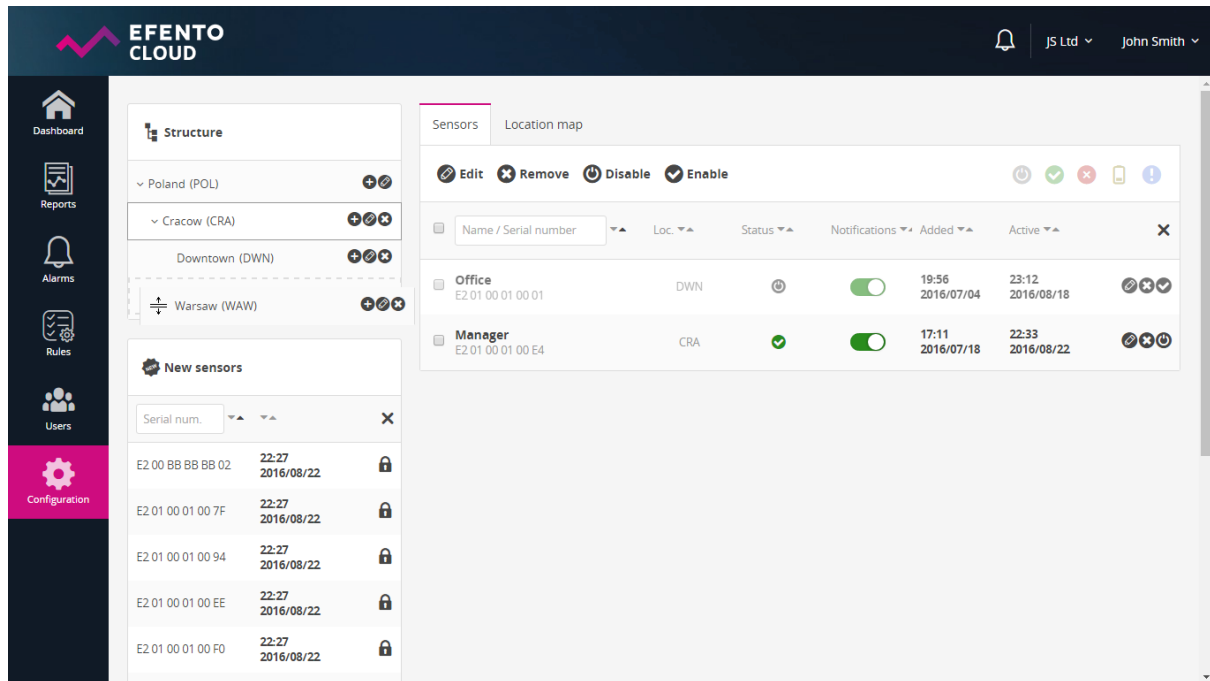 EFENTO
CLOUD
JS Ltd
John Smith
Dashboard
Reports
Alarms
Rules
Users
Configuration
Structure
Poland (POL)
Cracow (CRA)
Downtown (DWN)
Warsaw (WAW)
NEW New sensors
Serial num.
E2 00 BB BB BB 02 22:27
2016/08/22
E2 01 00 01 00 7F 22:27
2016/08/22
E2 01 00 01 00 94 22:27
2016/08/22
E2 01 00 01 00 EE 22:27
2016/08/22
E2 01 00 01 00 F0 22:27
2016/08/22
Sensors Location map
Edit Remove Disable Enable
Name / Serial number Loc. Status Notifications Added Active
Office DWN 19:56 23:12
E2 01 00 01 00 01 2016/07/04 2016/08/18
Manager CRA 17:11 22:33
E2 01 00 01 00 E4 2016/07/18 2016/08/22